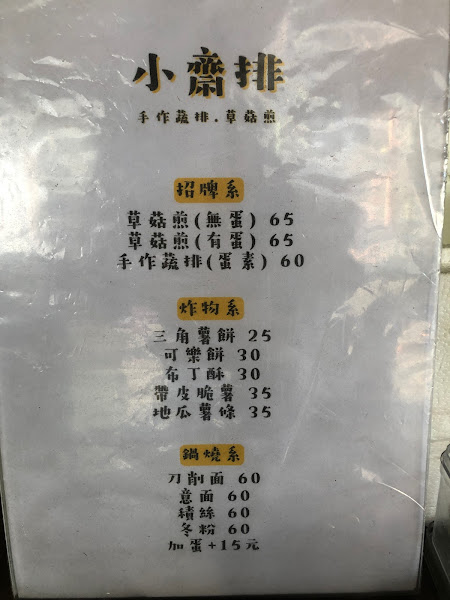 小齋排
手作蔬排.草菇煎
招牌系
草菇煎(無蛋) 65
草菇煎(有蛋) 65
手作蔬排(蛋素) 60
炸物系
三角薯餅 25
可樂餅 30
布丁酥 30
帶皮脆薯 35
地瓜薯條 35
鍋燒系
刀削面 60
意面 60
積絲 60
冬粉 60
加蛋+15元